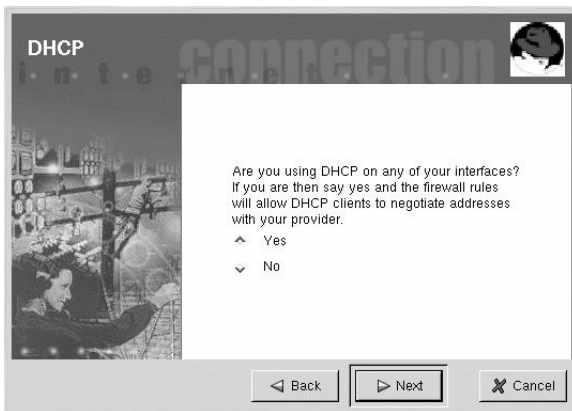 DHCP
internet connection
Are you using DHCP on any of your interfaces?
If you are then say yes and the firewall rules
will allow DHCP clients to negotiate addresses
with your provider.
Yes
No
Back
Next
Cancel